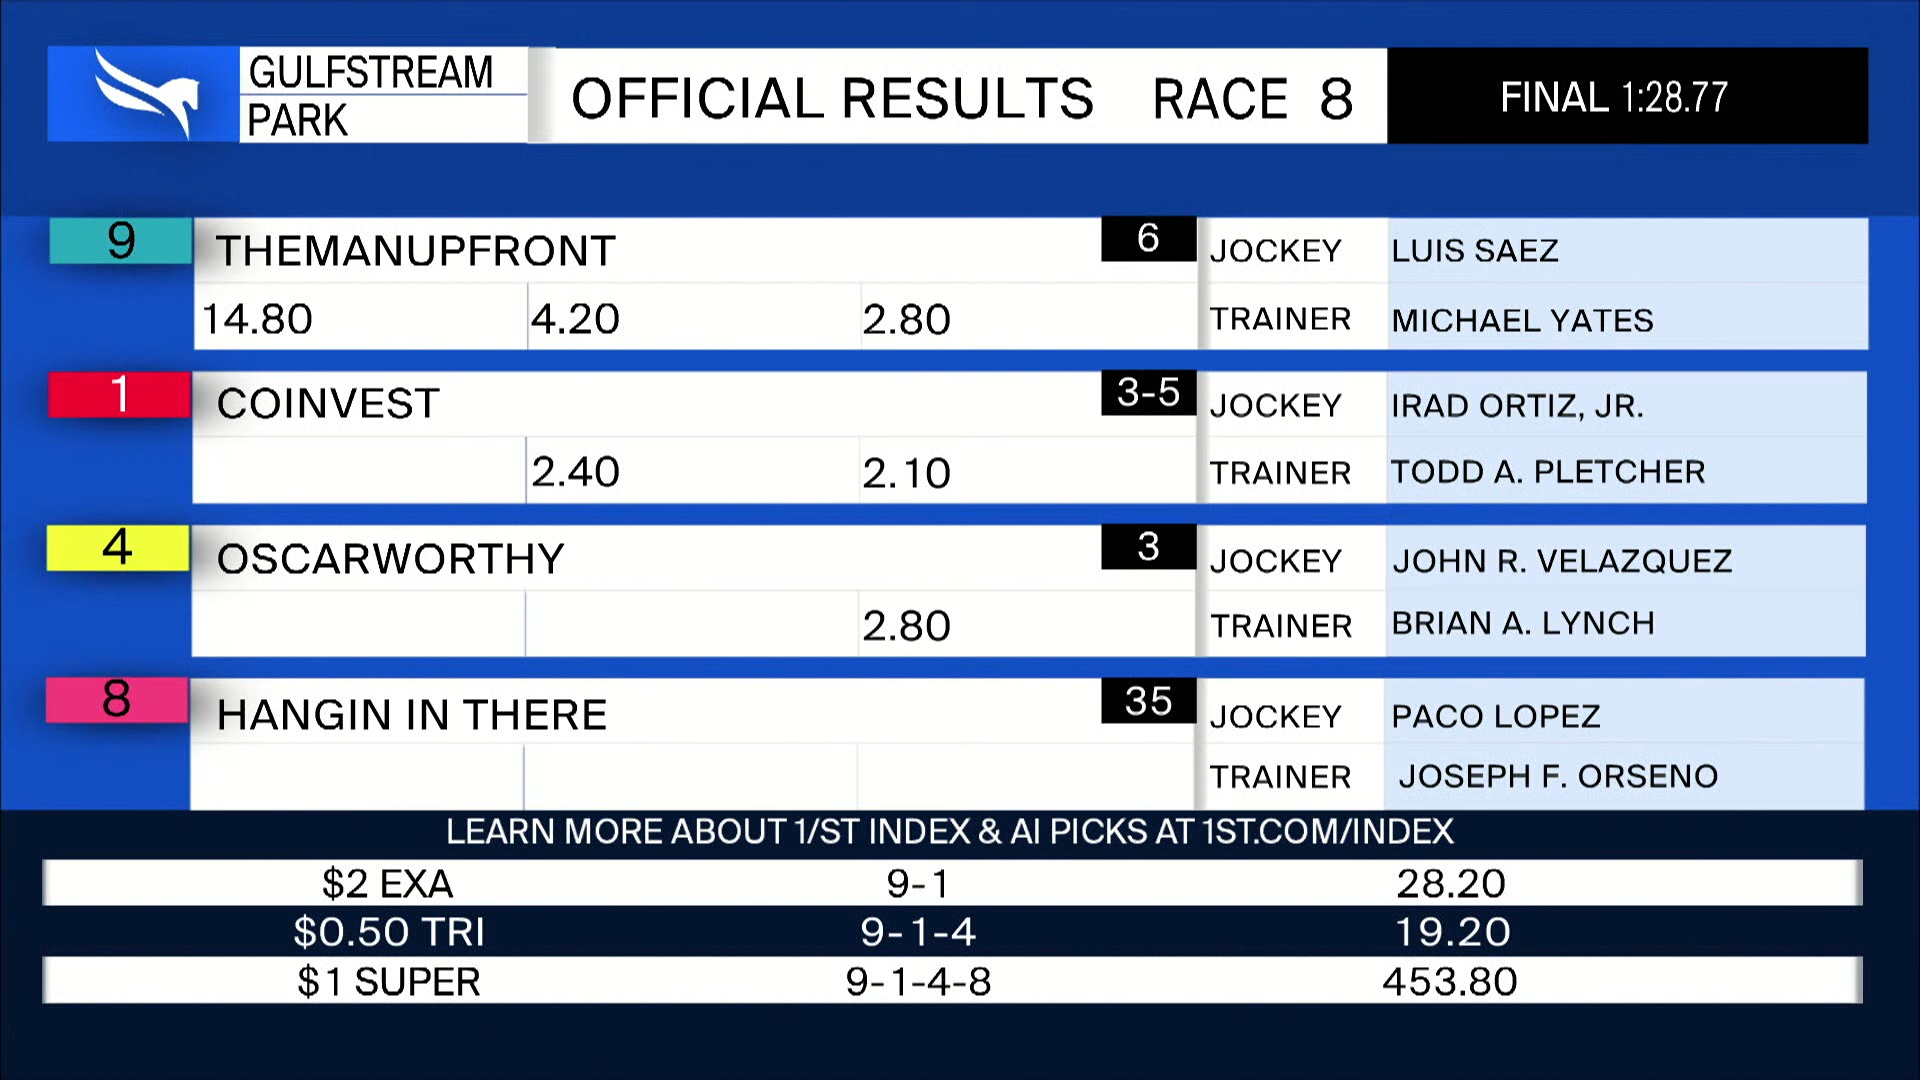 GULFSTREAM
PARK
OFFICIAL RESULTS RACE 8
FINAL 1:28.77
9 THEMANUPFRONT 6 JOCKEY LUIS SAEZ
14.80 4.20 2.80 TRAINER MICHAEL YATES
1 COINVEST 3-5 JOCKEY IRAD ORTIZ, JR.
2.40 2.10 TRAINER TODD A. PLETCHER
4 OSCARWORTHY 3 JOCKEY JOHN R. VELAZQUEZ
2.80 TRAINER BRIAN A. LYNCH
8 HANGIN IN THERE 35 JOCKEY PACO LOPEZ
TRAINER JOSEPH F. ORSENO
LEARN MORE ABOUT 1/ST INDEX & AI PICKS AT 1ST.COM/INDEX
$2 EXA 9-1 28.20
$0.50 TRI 9-1-4 19.20
$1 SUPER 9-1-4-8 453.80